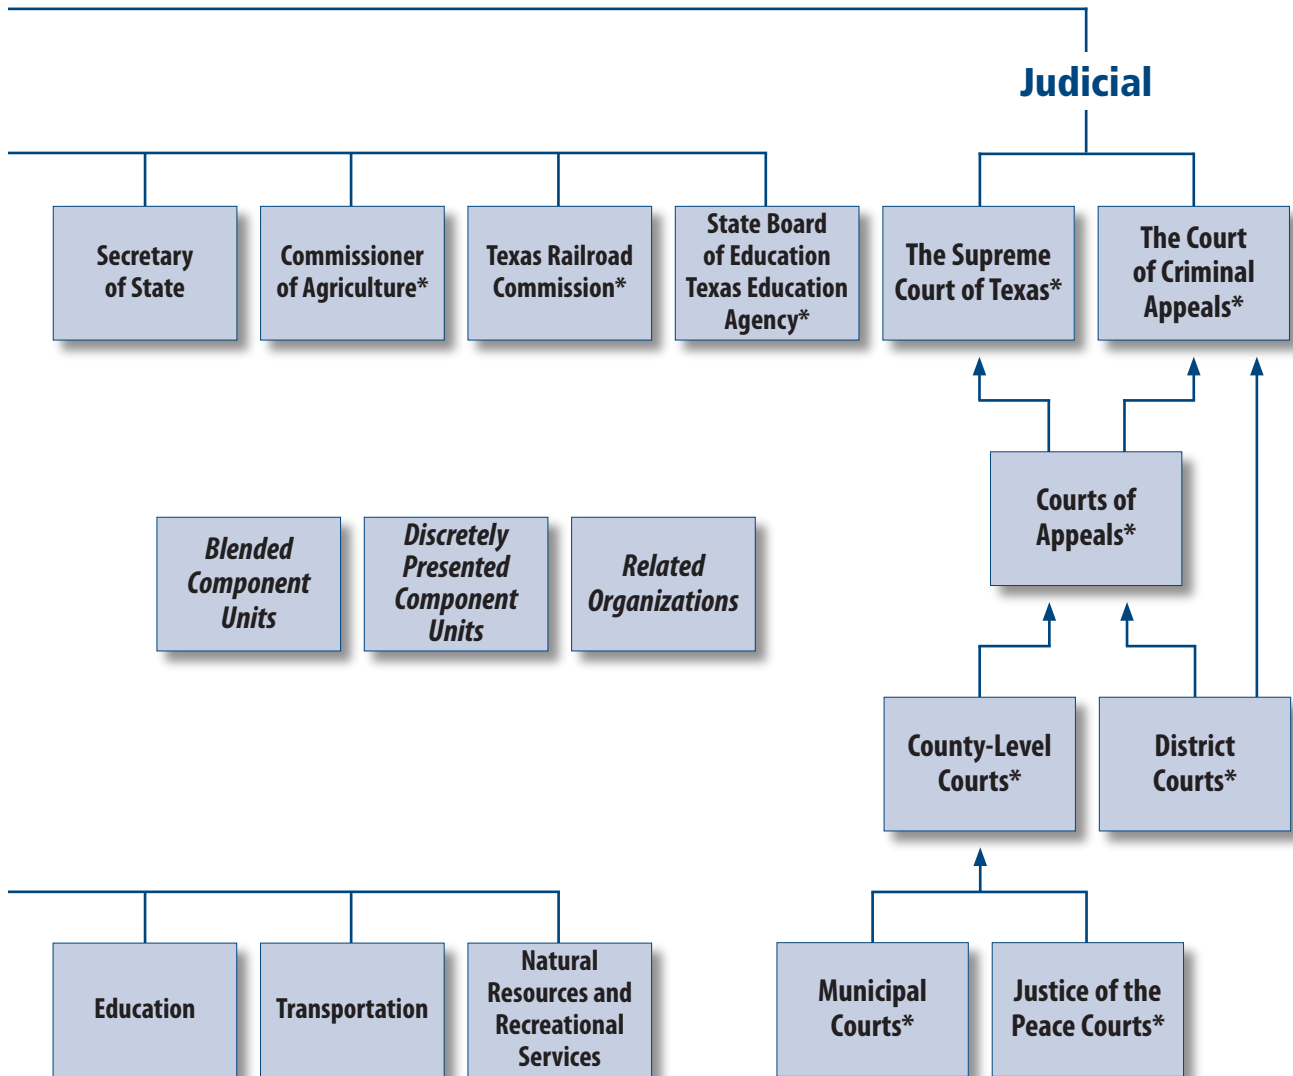 Judicial
Secretary
of State
Commissioner
of Agriculture*
Texas Railroad
Commission*
State Board
of Education
Texas Education
Agency*
The Supreme
Court of Texas*
The Court
of Criminal
Appeals*
Courts of
Appeals*
Blended
Component
Units
Discretely
Presented
Component
Units
Related
Organizations
County-Level
Courts*
District
Courts*
Education
Transportation
Natural
Resources and
Recreational
Services
Municipal
Courts*
Justice of the
Peace Courts*